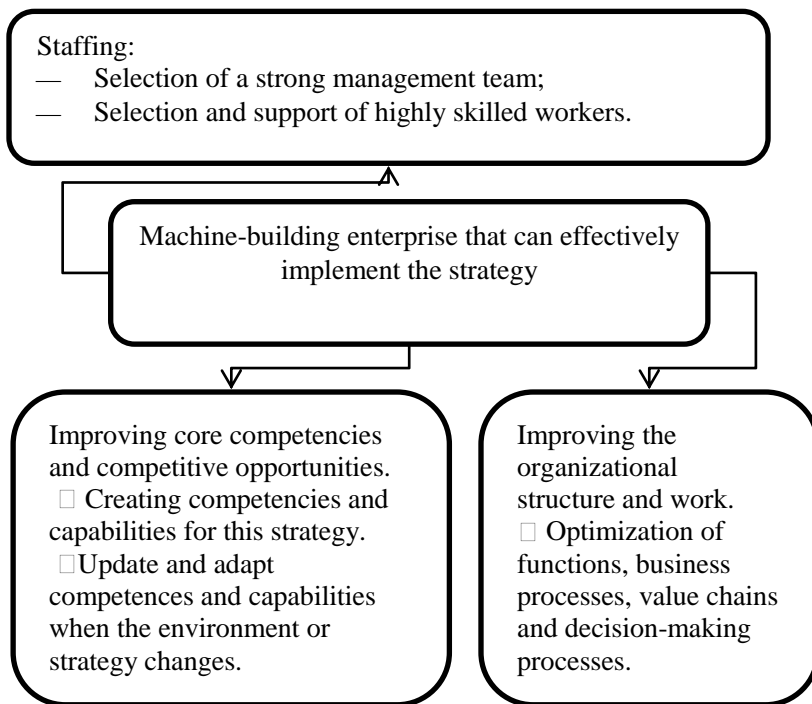 Staffing:
— Selection of a strong management team;
— Selection and support of highly skilled workers.
Machine-building enterprise that can effectively
implement the strategy
Improving core competencies
and competitive opportunities.
□ Creating competencies and
capabilities for this strategy.
□Update and adapt
competences and capabilities
when the environment or
strategy changes.
Improving the
organizational
structure and work.
□ Optimization of
functions, business
processes, value chains
and decision-making
processes.